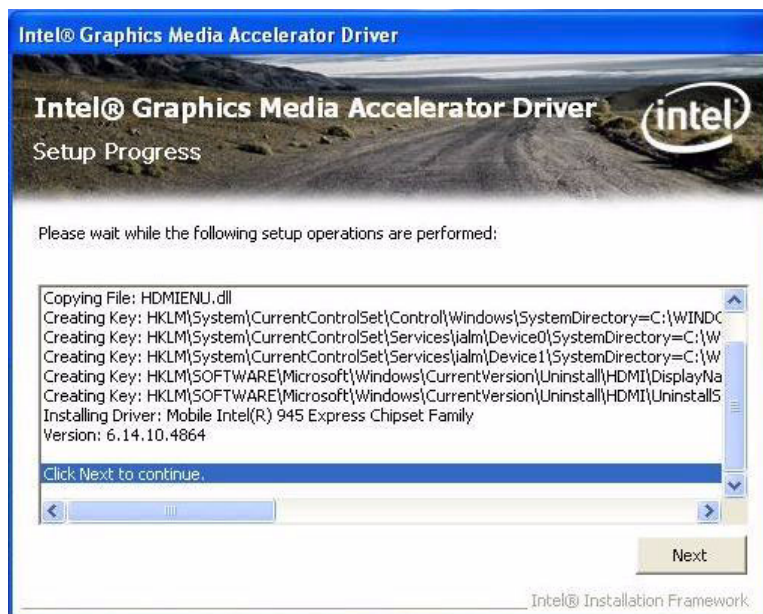 Intel® Graphics Media Accelerator Driver
Intel® Graphics Media Accelerator Driver
intel
Setup Progress
Please wait while the following setup operations are performed:
Copying File: HDMIENU.dll
Creating Key: HKLM\System\CurrentControlSet\Control\Windows\SystemDirectory=C:\WINDO
Creating Key: HKLM\System\CurrentControlSet\Services\ialm\Device0\SystemDirectory=C:\W
Creating Key: HKLM\System\CurrentControlSet\Services\ialm\Device1\SystemDirectory=C:\W
Creating Key: HKLM\SOFTWARE\Microsoft\Windows\CurrentVersion\Uninstall\HDMI\DisplayNa
Creating Key: HKLM\SOFTWARE\Microsoft\Windows\CurrentVersion\Uninstall\HDMI\UninstallS
Installing Driver: Mobile Intel(R) 945 Express Chipset Family
Version: 6.14.10.4864
Click Next to continue.
Next
Intel® Installation Framework